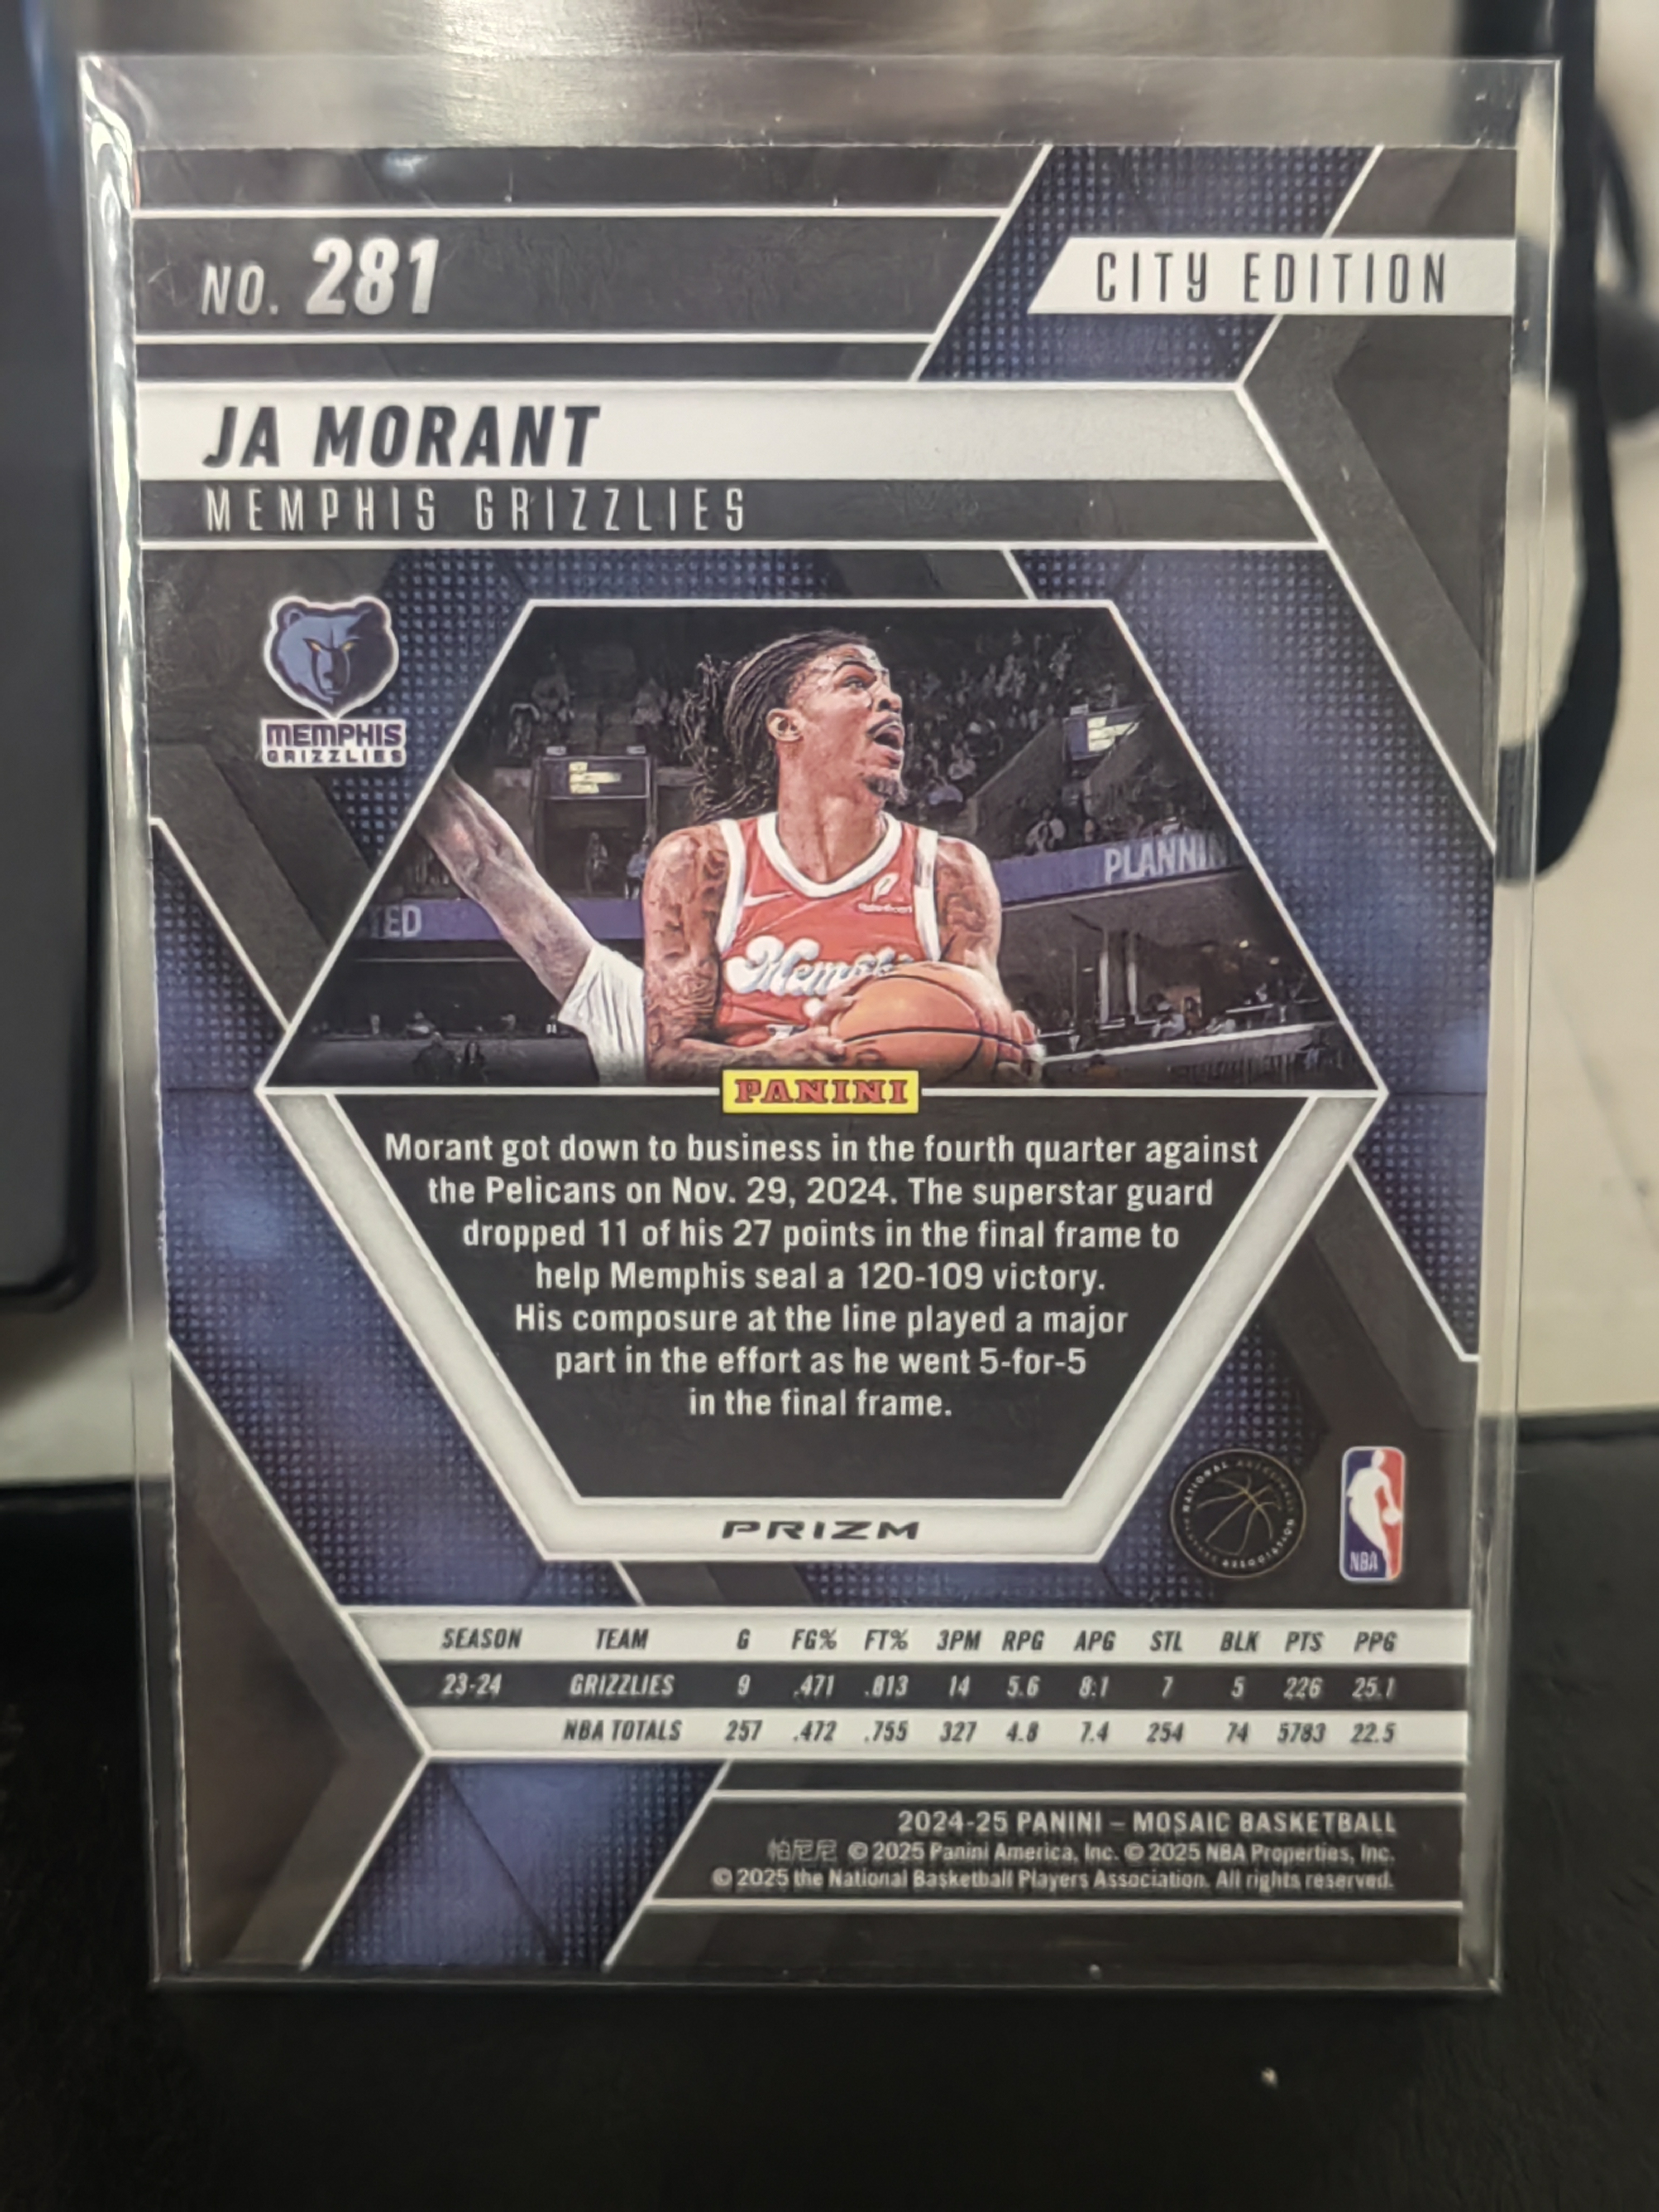 NO. 281
CITY EDITION
JA MORANT
MEMPHIS GRIZZLIES
MEMPHIS
GRIZZLIES
PLANNI
ED
Memphis
PANINI
Morant got down to business in the fourth quarter against
the Pelicans on Nov. 29, 2024. The superstar guard
dropped 11 of his 27 points in the final frame to
help Memphis seal a 120-109 victory.
His composure at the line played a major
part in the effort as he went 5-for-5
in the final frame.
PRIZM
NATIONAL BASKETBALL PLAYERS ASSOCIATION
NBA
SEASON TEAM G FG% FT% 3PM RPG APG STL BLK PTS PPG
23-24 GRIZZLIES 9 .471 .813 14 5.6 8.1 7 5 226 25.1
NBA TOTALS 257 .472 .755 327 4.8 7.4 254 74 5783 22.5
2024-25 PANINI – MOSAIC BASKETBALL
帕尼尼 © 2025 Panini America, Inc. © 2025 NBA Properties, Inc.
© 2025 the National Basketball Players Association. All rights reserved.